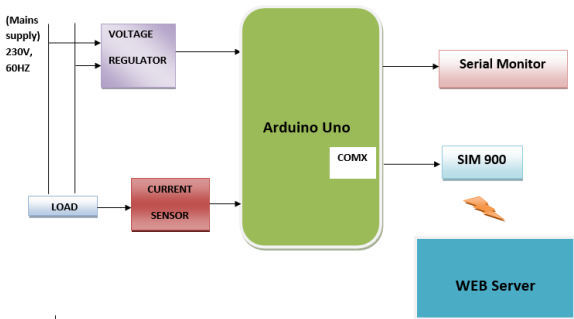 (Mains
supply)
230V,
60HZ
VOLTAGE
REGULATOR
Arduino Uno
COMX
Serial Monitor
SIM 900
LOAD
CURRENT
SENSOR
WEB Server